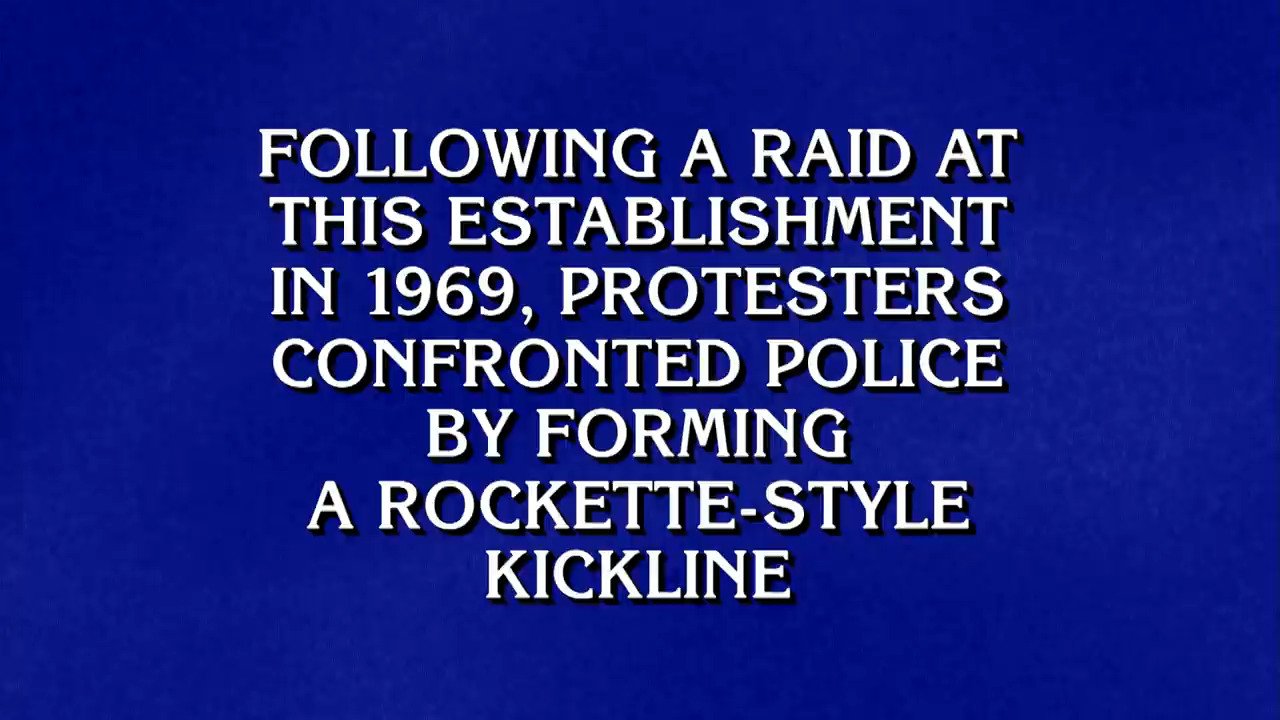 FOLLOWING A RAID AT
THIS ESTABLISHMENT
IN 1969, PROTESTERS
CONFRONTED POLICE
BY FORMING
A ROCKETTE-STYLE
KICKLINE